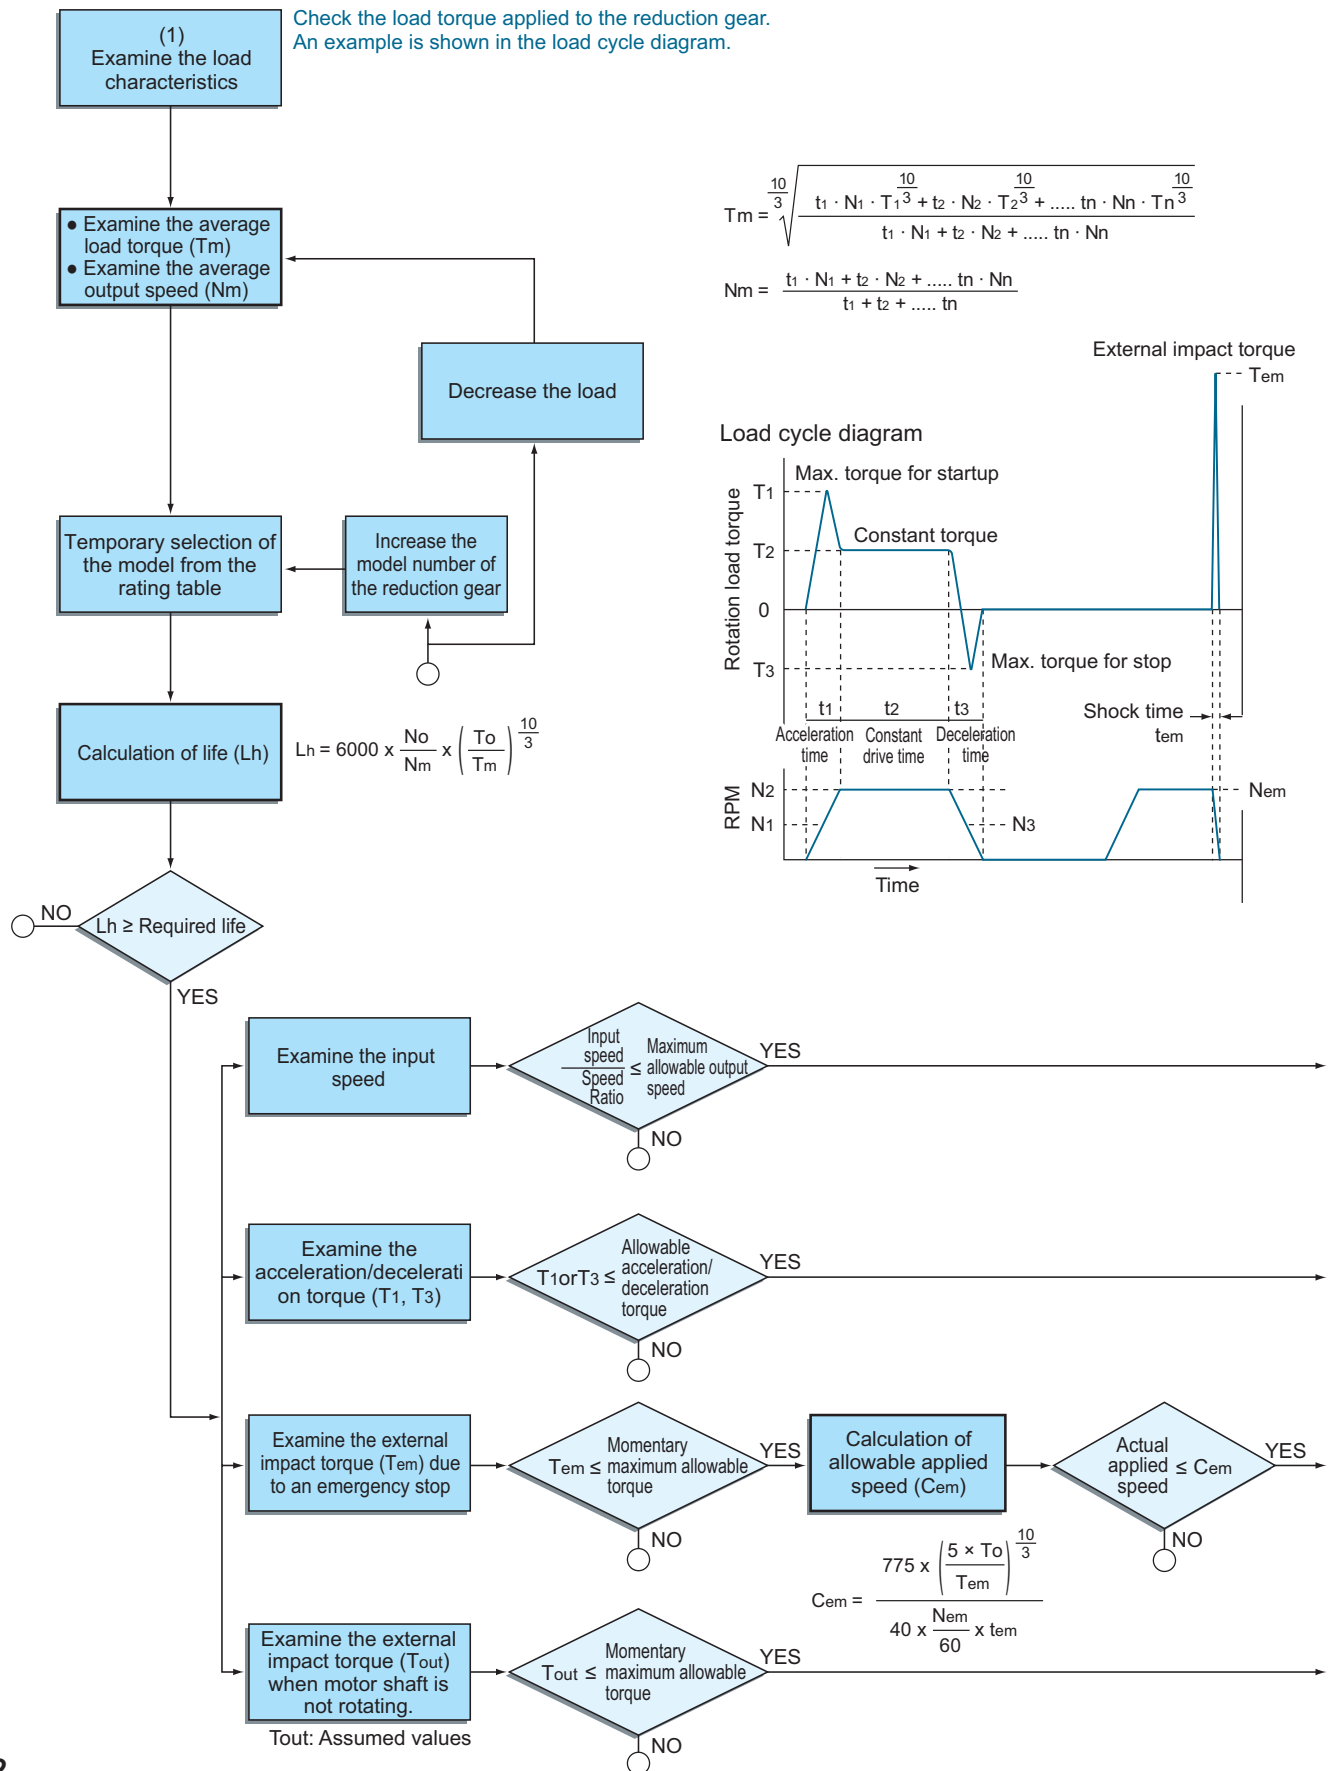 (1)
Examine the load
characteristics
Check the load torque applied to the reduction gear.
An example is shown in the load cycle diagram.
● Examine the average
load torque (Tm)
● Examine the average
output speed (Nm)
Tm = 10/3√ t1 · N1 · T1 10/3 + t2 · N2 · T2 10/3 + ..... tn · Nn · Tn 10/3
t1 · N1 + t2 · N2 + ..... tn · Nn
Nm = t1 · N1 + t2 · N2 + ..... tn · Nn
t1 + t2 + ..... tn
Decrease the load
Temporary selection of
the model from the
rating table
Increase the
model number of
the reduction gear
Calculation of life (Lh)
Lh = 6000 x No/Nm x (To/Tm) 10/3
External impact torque
Tem
Load cycle diagram
Rotation load torque
T1
Max. torque for startup
T2
Constant torque
0
T3
Max. torque for stop
t1
t2
t3
Acceleration
time
Constant
drive time
Deceleration
time
Shock time
tem
RPM
N2
N1
N3
Nem
Time
NO
Lh ≥ Required life
YES
Examine the input
speed
Input
speed
Speed
Ratio
≤
Maximum
allowable output
speed
YES
NO
Examine the
acceleration/decelerati
on torque (T1, T3)
T1orT3 ≤
Allowable
acceleration/
deceleration
torque
YES
NO
Examine the external
impact torque (Tem) due
to an emergency stop
Tem ≤
Momentary
maximum allowable
torque
YES
NO
Calculation of
allowable applied
speed (Cem)
Actual
applied
speed
≤ Cem
YES
NO
Cem = 775 x (5 × To/Tem) 10/3
40 x Nem/60 x tem
Examine the external
impact torque (Tout)
when motor shaft is
not rotating.
Tout: Assumed values
Tout ≤
Momentary
maximum allowable
torque
YES
NO